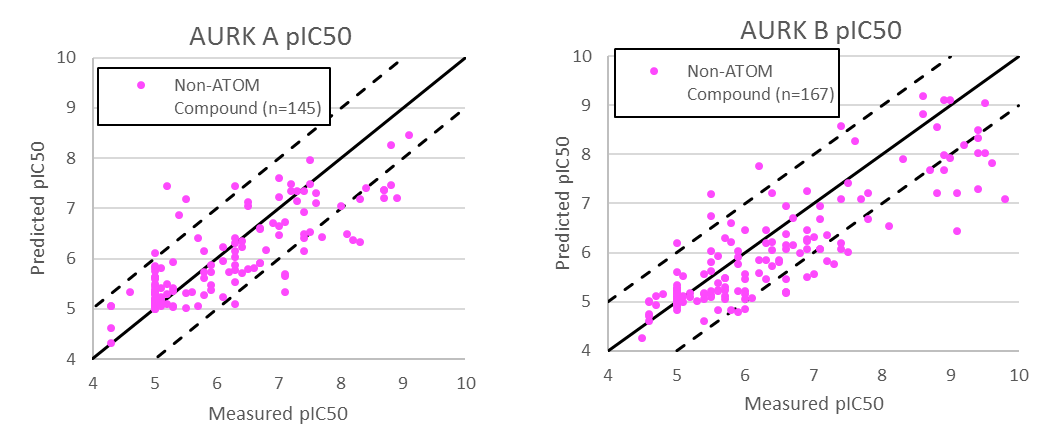 AURK A pIC50
10
9
8
7
6
5
4
4 5 6 7 8 9 10
Predicted pIC50
Measured pIC50
Non-ATOM
Compound (n=145)
AURK B pIC50
10
9
8
7
6
5
4
4 5 6 7 8 9 10
Predicted pIC50
Measured pIC50
Non-ATOM
Compound (n=167)